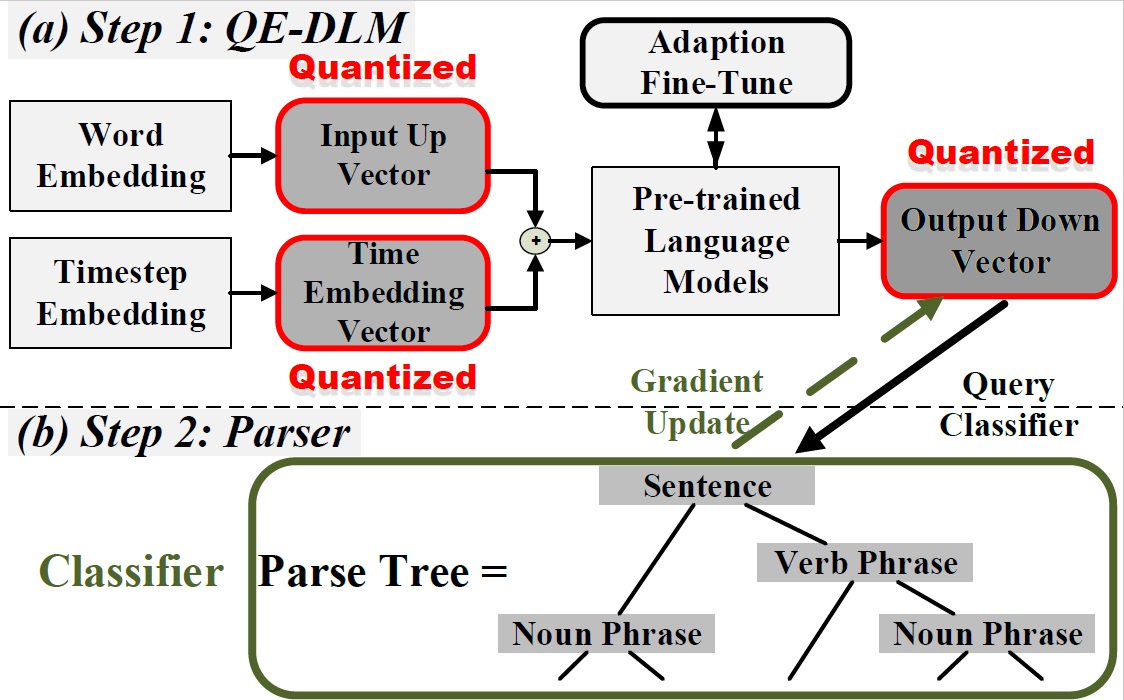 (a) Step 1: QE-DLM
Quantized
Adaption
Fine-Tune
Word
Embedding
Input Up
Vector
Quantized
Pre-trained
Language
Models
Output Down
Vector
+
Timestep
Embedding
Time
Embedding
Vector
Quantized
Gradient
Update
Query
Classifier
(b) Step 2: Parser
Sentence
Classifier
Parse Tree =
Verb Phrase
Noun Phrase
Noun Phrase